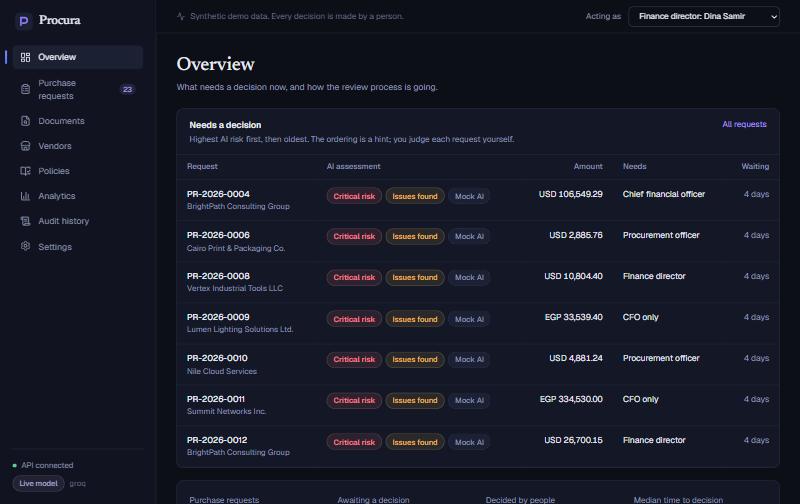 Procura
Synthetic demo data. Every decision is made by a person.
Acting as
Finance director: Dina Samir
Overview
Purchase requests
23
Documents
Vendors
Policies
Analytics
Audit history
Settings
API connected
Live model groq
Overview
What needs a decision now, and how the review process is going.
Needs a decision
All requests
Highest AI risk first, then oldest. The ordering is a hint; you judge each request yourself.
Request AI assessment Amount Needs Waiting
PR-2026-0004 Critical risk Issues found Mock AI USD 106,549.29 Chief financial officer 4 days
BrightPath Consulting Group
PR-2026-0006 Critical risk Issues found Mock AI USD 2,885.76 Procurement officer 4 days
Cairo Print & Packaging Co.
PR-2026-0008 Critical risk Issues found Mock AI USD 10,804.40 Finance director 4 days
Vertex Industrial Tools LLC
PR-2026-0009 Critical risk Issues found Mock AI EGP 33,539.40 CFO only 4 days
Lumen Lighting Solutions Ltd.
PR-2026-0010 Critical risk Issues found Mock AI USD 4,881.24 Procurement officer 4 days
Nile Cloud Services
PR-2026-0011 Critical risk Issues found Mock AI EGP 334,530.00 CFO only 4 days
Summit Networks Inc.
PR-2026-0012 Critical risk Issues found Mock AI USD 26,700.15 Finance director 4 days
BrightPath Consulting Group
Purchase requests Awaiting a decision Decided by people Median time to decision